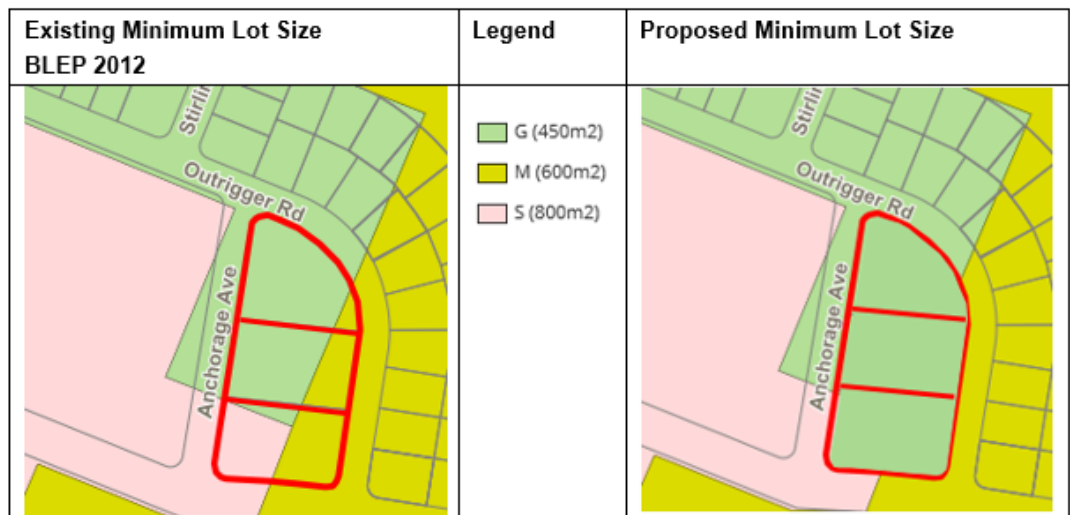 Existing Minimum Lot Size
BLEP 2012
Legend
Proposed Minimum Lot Size
Stirlin
Outrigger Rd
Anchorage Ave
G (450m2)
M (600m2)
S (800m2)
Stirlin
Outrigger Rd
Anchorage Ave